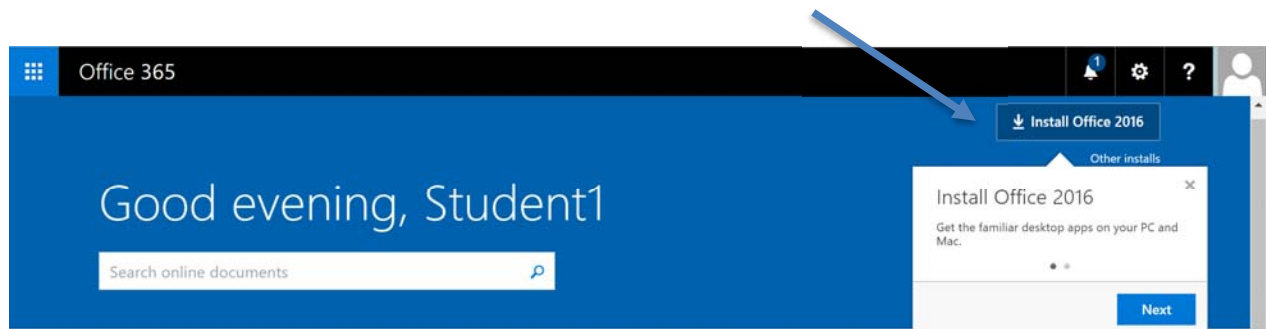 Office 365
1
?
Install Office 2016
Other installs
Good evening, Student1
Search online documents
Install Office 2016
Get the familiar desktop apps on your PC and
Mac.
Next